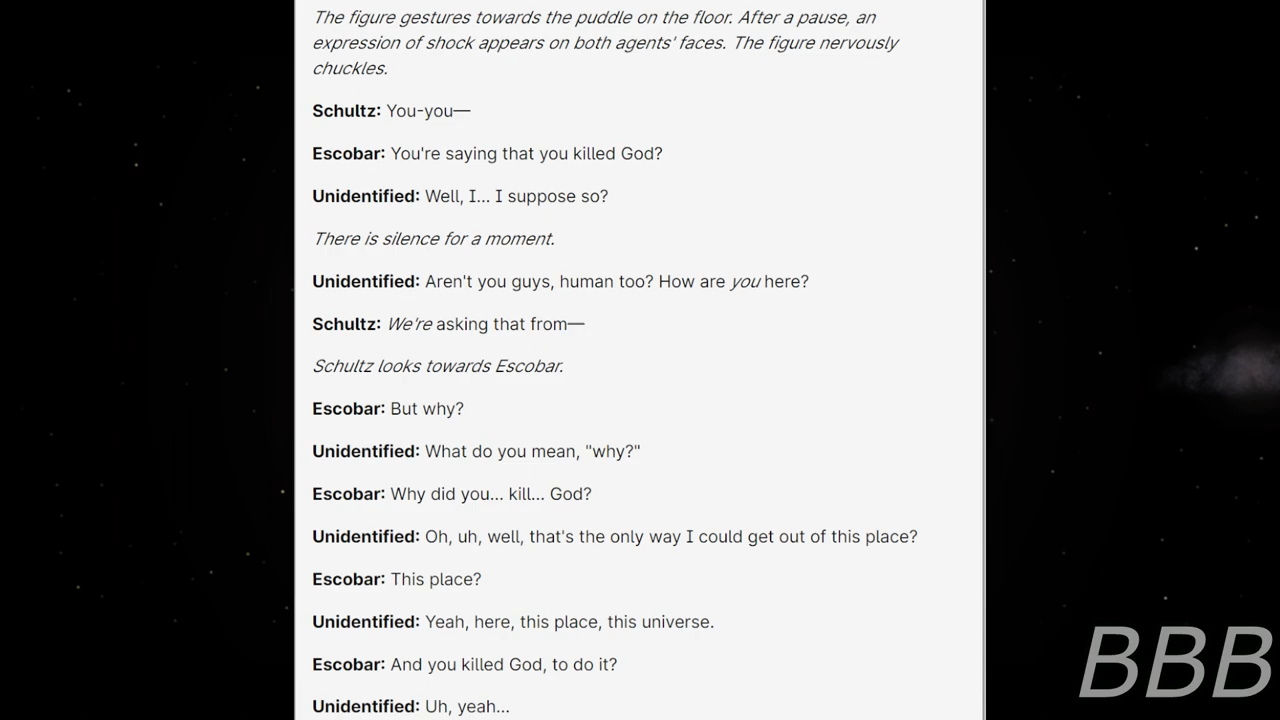 The figure gestures towards the puddle on the floor. After a pause, an
expression of shock appears on both agents' faces. The figure nervously
chuckles.
Schultz: You-you—
Escobar: You're saying that you killed God?
Unidentified: Well, I... I suppose so?
There is silence for a moment.
Unidentified: Aren't you guys, human too? How are you here?
Schultz: We're asking that from—
Schultz looks towards Escobar.
Escobar: But why?
Unidentified: What do you mean, "why?"
Escobar: Why did you... kill... God?
Unidentified: Oh, uh, well, that's the only way I could get out of this place?
Escobar: This place?
Unidentified: Yeah, here, this place, this universe.
Escobar: And you killed God, to do it?
Unidentified: Uh, yeah...
BBB